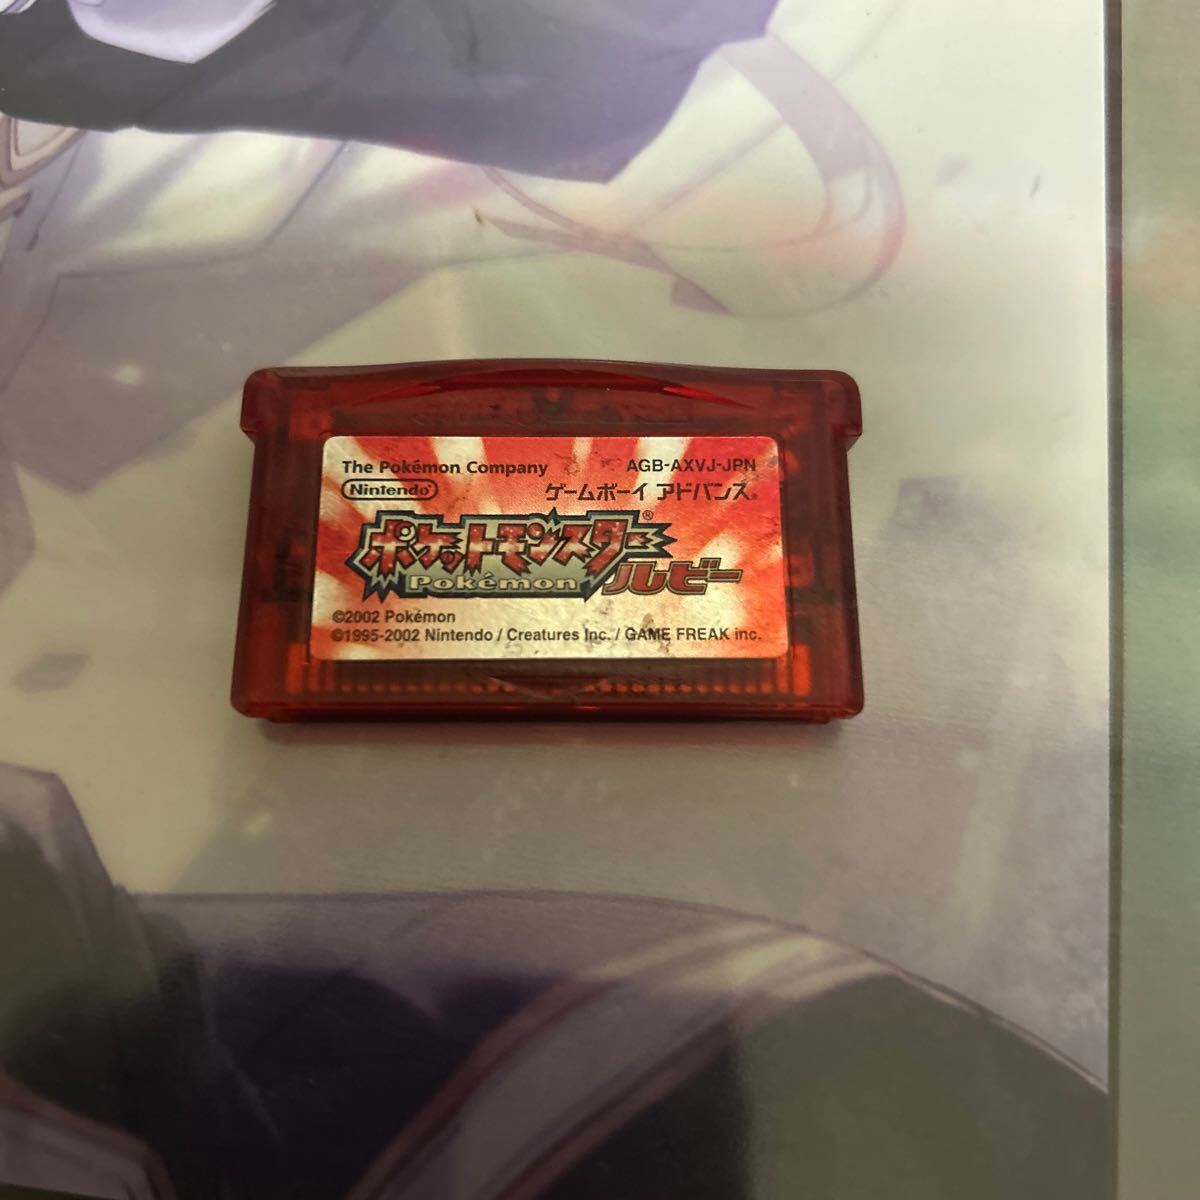 The Pokémon Company AGB-AXVJ-JPN
Nintendo ゲームボーイ アドバンス®
ポケットモンスター®
Pokémon ルビー
©2002 Pokémon
©1995-2002 Nintendo / Creatures Inc. / GAME FREAK inc.